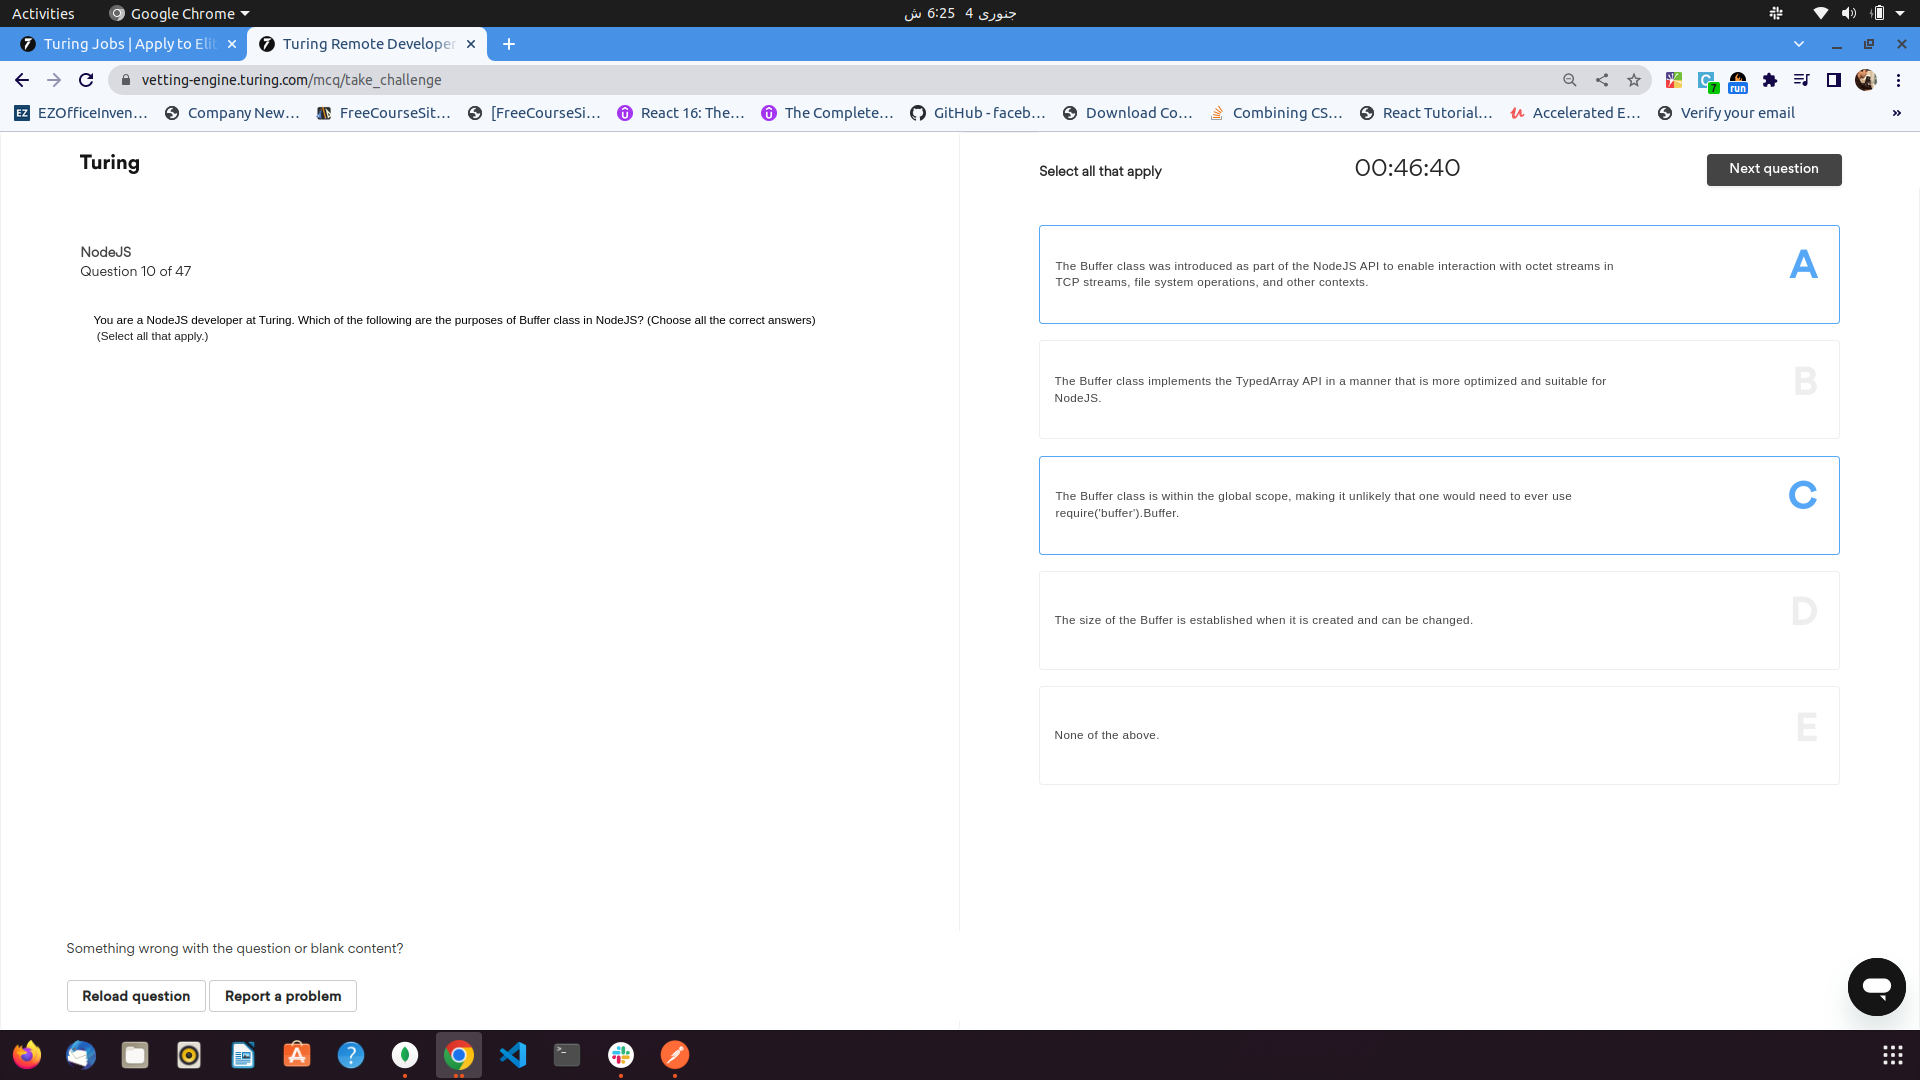 Activities
Google Chrome
جنوری 4 6:25 ش
Turing Jobs | Apply to Elit
Turing Remote Developer
vetting-engine.turing.com/mcq/take_challenge
7
run
EZ EZOfficeInven…
Company New…
FreeCourseSit…
[FreeCourseSi…
React 16: The…
The Complete…
GitHub - faceb…
Download Co…
Combining CS…
React Tutorial…
Accelerated E…
Verify your email
»
Turing
NodeJS
Question 10 of 47
You are a NodeJS developer at Turing. Which of the following are the purposes of Buffer class in NodeJS? (Choose all the correct answers)
(Select all that apply.)
Something wrong with the question or blank content?
Reload question
Report a problem
Select all that apply
00:46:40
Next question
The Buffer class was introduced as part of the NodeJS API to enable interaction with octet streams in
TCP streams, file system operations, and other contexts.
A
The Buffer class implements the TypedArray API in a manner that is more optimized and suitable for
NodeJS.
B
The Buffer class is within the global scope, making it unlikely that one would need to ever use
require('buffer').Buffer.
C
The size of the Buffer is established when it is created and can be changed.
D
None of the above.
E